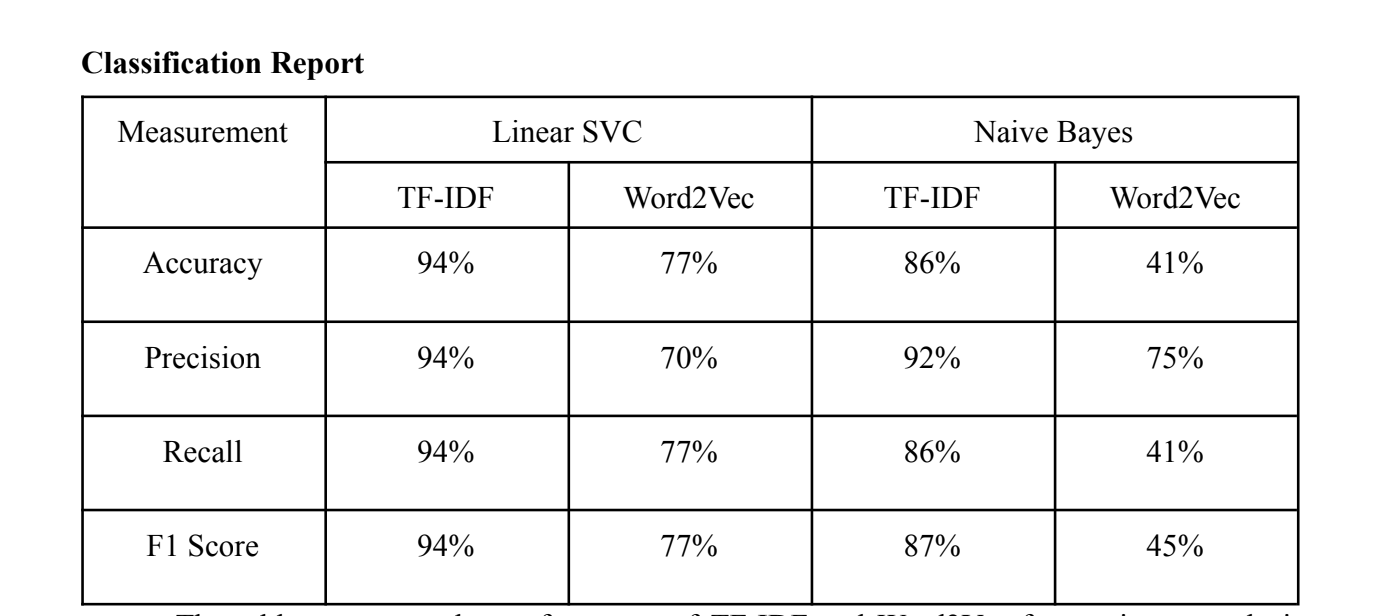 Classification Report
Measurement Linear SVC Naive Bayes
TF-IDF Word2Vec TF-IDF Word2Vec
Accuracy 94% 77% 86% 41%
Precision 94% 70% 92% 75%
Recall 94% 77% 86% 41%
F1 Score 94% 77% 87% 45%